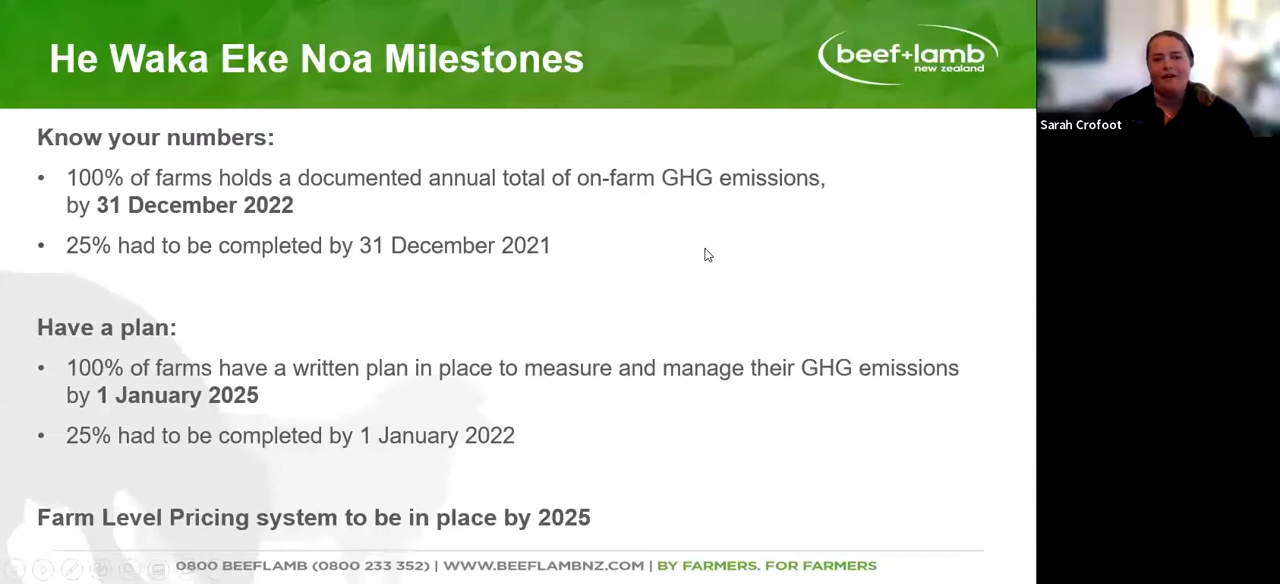 He Waka Eke Noa Milestones
beef+lamb
new zealand
Sarah Crofoot
Know your numbers:
• 100% of farms holds a documented annual total of on-farm GHG emissions,
by 31 December 2022
• 25% had to be completed by 31 December 2021
Have a plan:
• 100% of farms have a written plan in place to measure and manage their GHG emissions
by 1 January 2025
• 25% had to be completed by 1 January 2022
Farm Level Pricing system to be in place by 2025
0800 BEEFLAMB (0800 233 352) | WWW.BEEFLAMBNZ.COM | BY FARMERS. FOR FARMERS